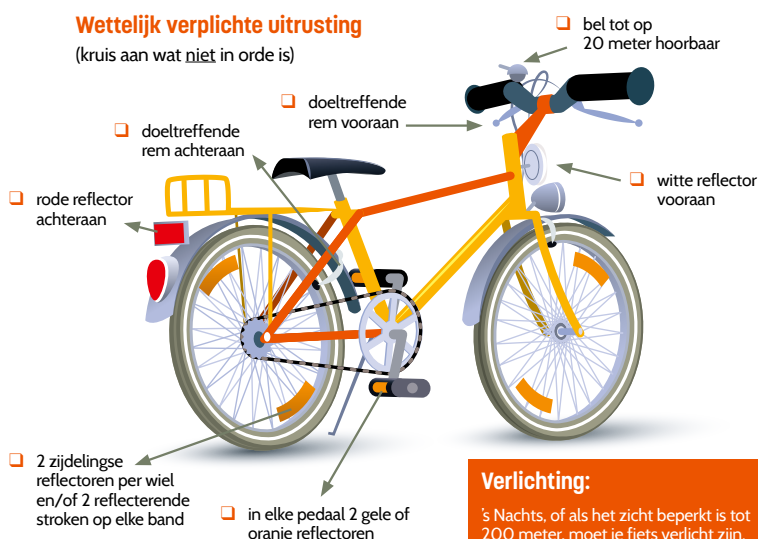 Wettelijk verplichte uitrusting
(kruis aan wat niet in orde is)
bel tot op
20 meter hoorbaar
doeltreffende
rem vooraan
doeltreffende
rem achteraan
witte reflector
vooraan
rode reflector
achteraan
2 zijdelingse
reflectoren per wiel
en/of 2 reflecterende
stroken op elke band
in elke pedaal 2 gele of
oranje reflectoren
Verlichting:
's Nachts, of als het zicht beperkt is tot
200 meter, moet je fiets verlicht zijn.